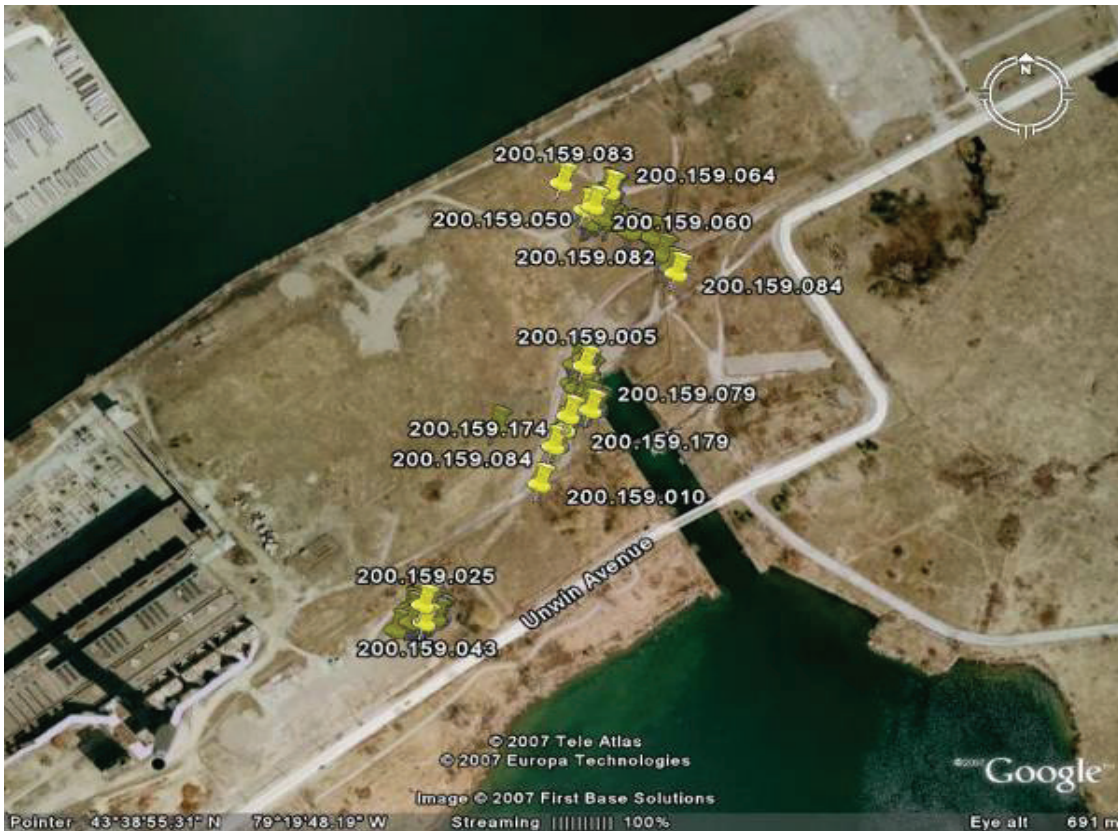 N
200.159.083
200.159.064
200.159.050
200.159.060
200.159.082
200.159.084
200.159.005
200.159.079
200.159.174
200.159.179
200.159.084
200.159.010
200.159.025
200.159.043
Unwin Avenue
© 2007 Tele Atlas
© 2007 Europa Technologies
Image © 2007 First Base Solutions
©2007 Google
Pointer 43°38'55.31" N 79°19'48.19" W Streaming |||||||||| 100% Eye alt 691 m